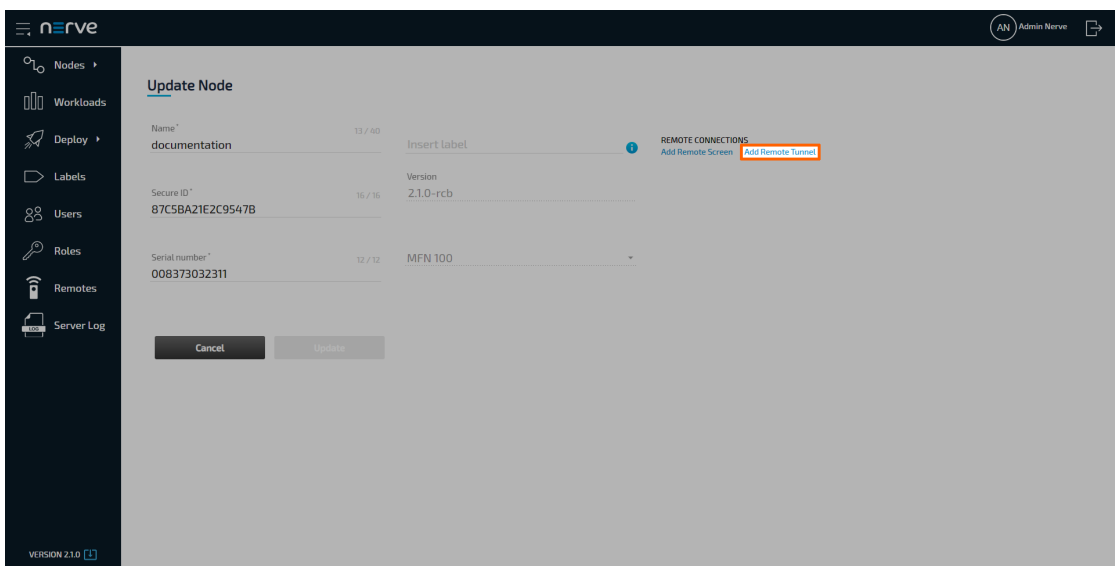 nerve
AN Admin Nerve
Nodes
Workloads
Deploy
Labels
Users
Roles
Remotes
LOG Server Log
VERSION 2.1.0
Update Node
Name* 13 / 40
documentation
Insert label
REMOTE CONNECTIONS
Add Remote Screen Add Remote Tunnel
Secure ID* 16 / 16
87C5BA21E2C9547B
Version
2.1.0-rcb
Serial number* 12 / 12
008373032311
MFN 100
Cancel Update